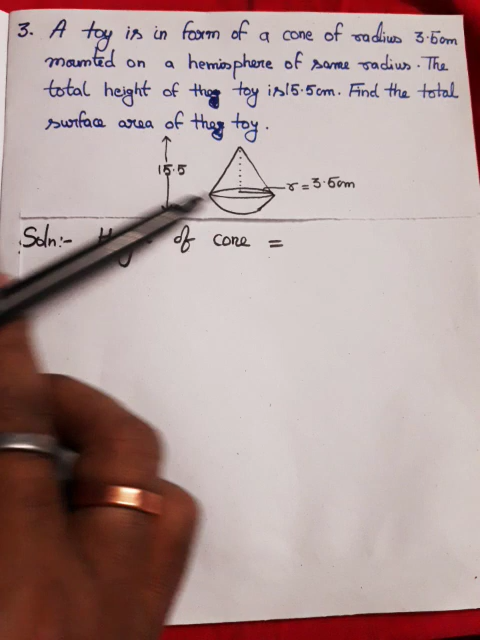 3. A toy is in form of a cone of radius 3.5cm
mounted on a hemisphere of same radius. The
total height of the toy is 15.5cm. Find the total
surface area of the toy.
15.5
r = 3.5cm
Soln:- of cone =